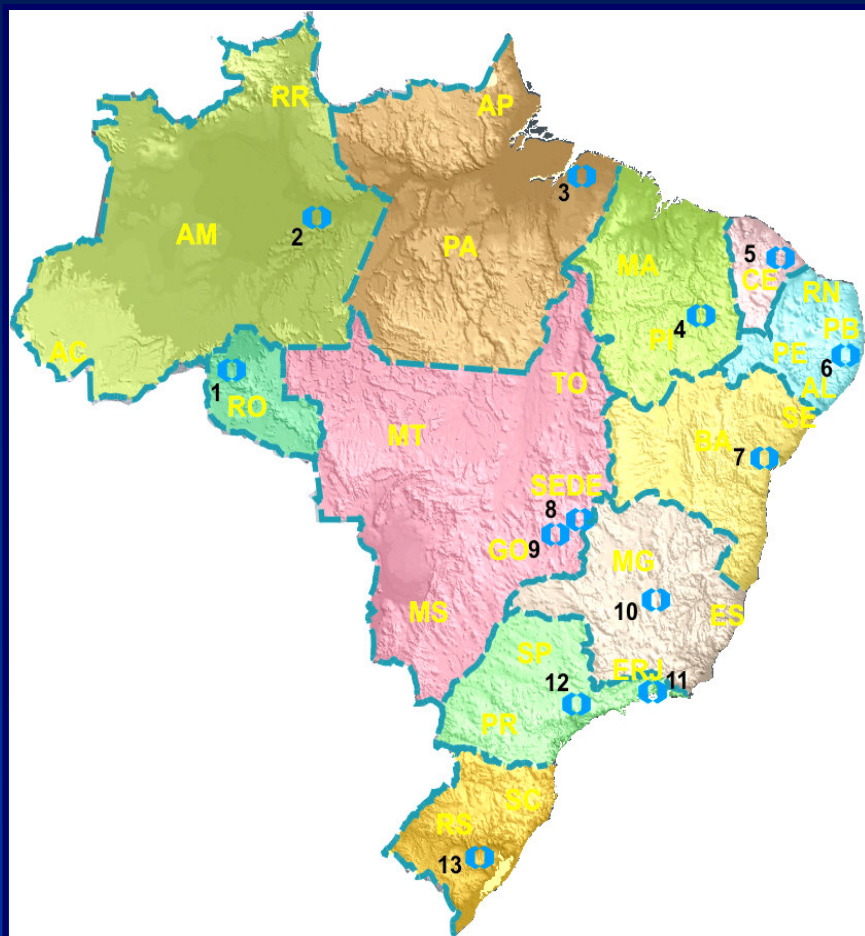 RR
AP
3
2
AM
PA
5
MA
CE
RN
4
PI
PB
PE
6
AC
1
RO
TO
AL
SE
MT
BA
7
SEDE
8
GO
9
MG
10
MS
ES
SP
ERJ
11
12
PR
SC
RS
13